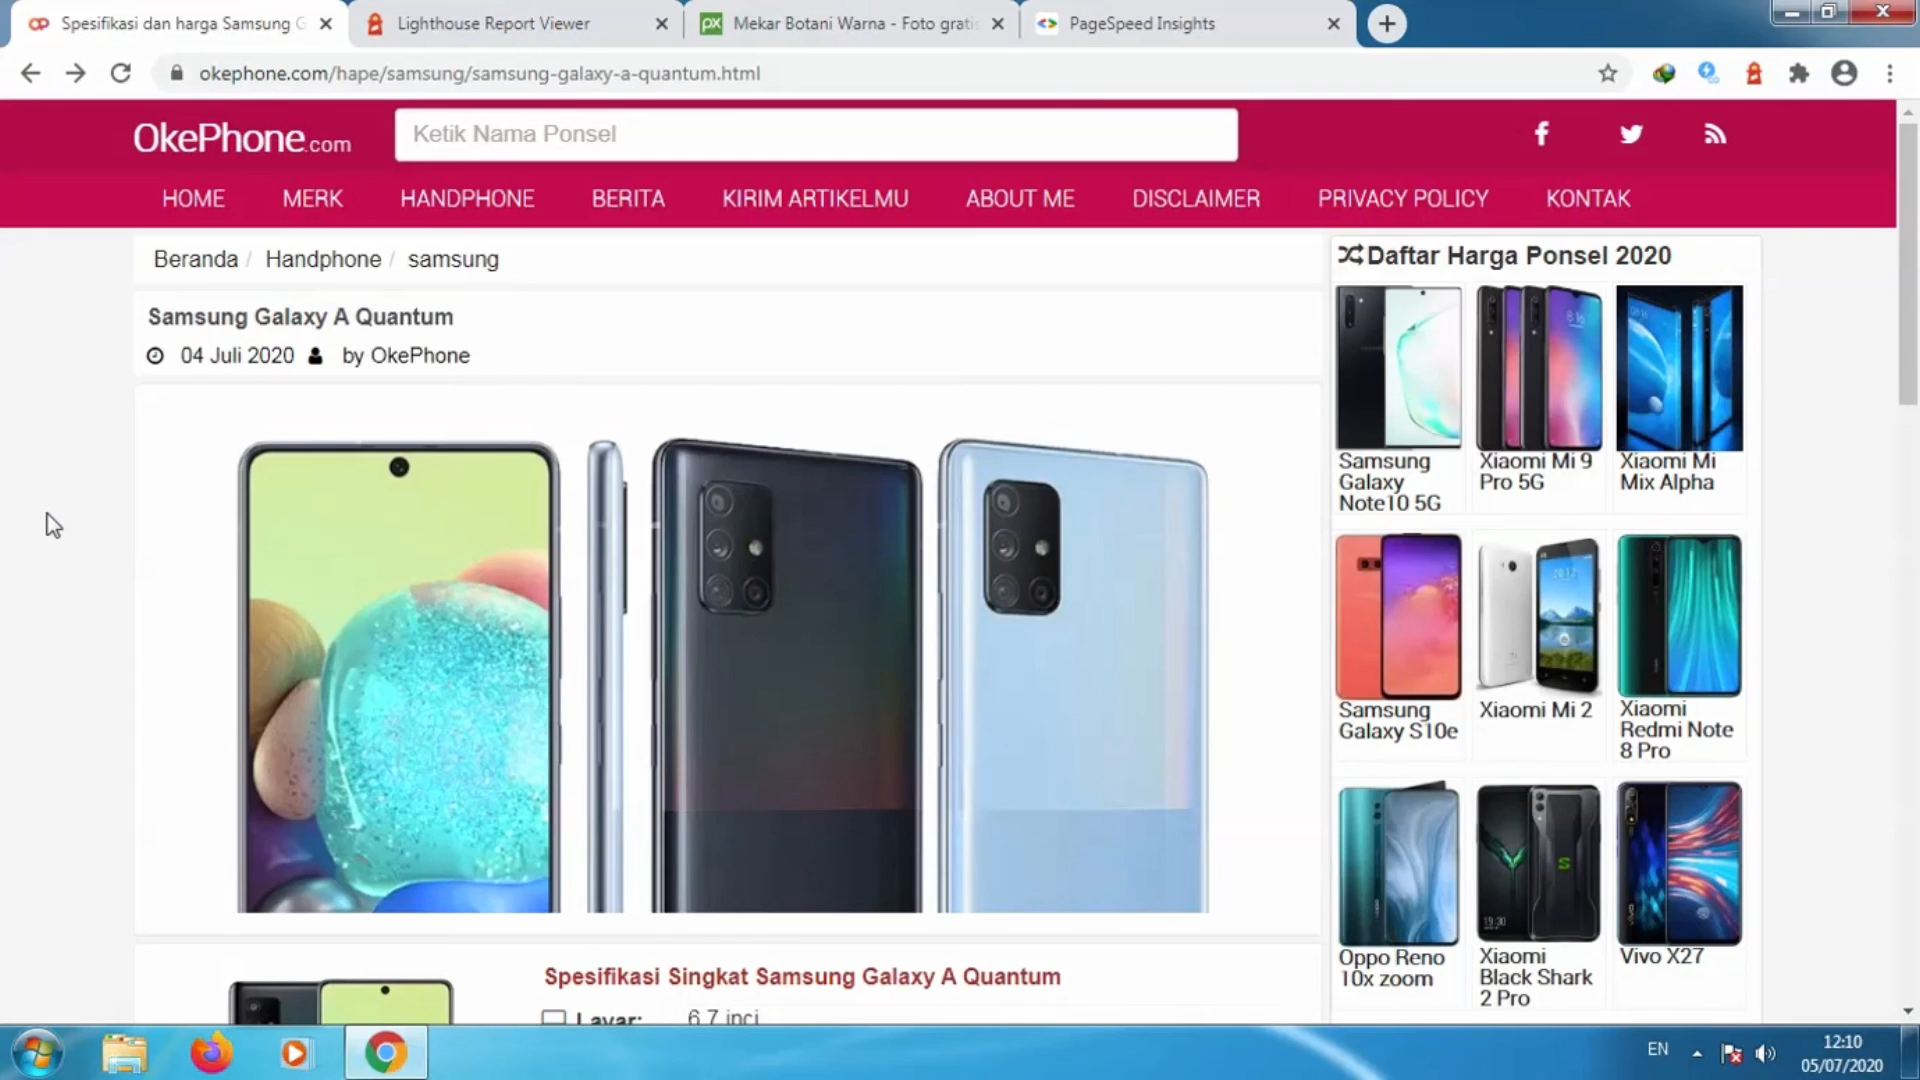 Spesifikasi dan harga Samsung G
Lighthouse Report Viewer
Mekar Botani Warna - Foto gratis
PageSpeed Insights
okephone.com/hape/samsung/samsung-galaxy-a-quantum.html
OkePhone.com
Ketik Nama Ponsel
HOME
MERK
HANDPHONE
BERITA
KIRIM ARTIKELMU
ABOUT ME
DISCLAIMER
PRIVACY POLICY
KONTAK
Beranda / Handphone / samsung
Samsung Galaxy A Quantum
04 Juli 2020 by OkePhone
Spesifikasi Singkat Samsung Galaxy A Quantum
Layar: 6.7 inci
Daftar Harga Ponsel 2020
Samsung
Galaxy
Note10 5G
Xiaomi Mi 9
Pro 5G
Xiaomi Mi
Mix Alpha
Samsung
Galaxy S10e
Xiaomi Mi 2
Xiaomi
Redmi Note
8 Pro
Oppo Reno
10x zoom
Xiaomi
Black Shark
2 Pro
Vivo X27
EN
12:10
05/07/2020